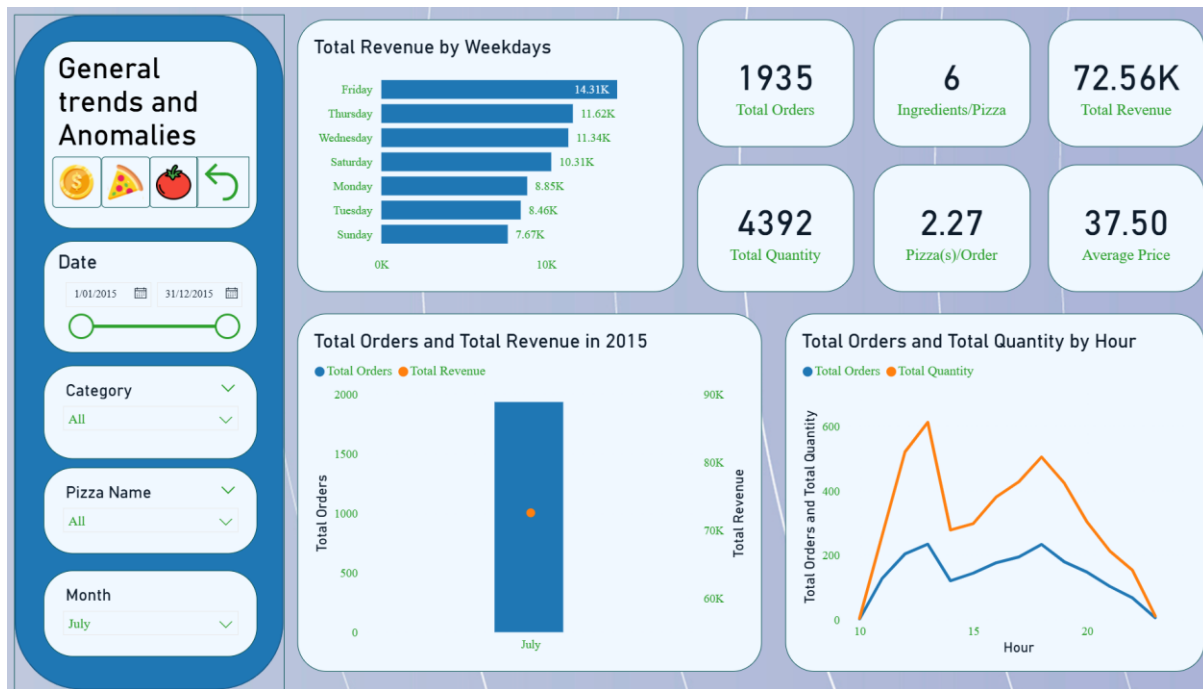 General
trends and
Anomalies
Date
1/01/2015
31/12/2015
Category
All
Pizza Name
All
Month
July
Total Revenue by Weekdays
Friday 14.31K
Thursday 11.62K
Wednesday 11.34K
Saturday 10.31K
Monday 8.85K
Tuesday 8.46K
Sunday 7.67K
0K 10K
1935
Total Orders
6
Ingredients/Pizza
72.56K
Total Revenue
4392
Total Quantity
2.27
Pizza(s)/Order
37.50
Average Price
Total Orders and Total Revenue in 2015
Total Orders Total Revenue
2000 90K
1500 80K
1000 70K
500 60K
0
Total Orders
Total Revenue
July
Total Orders and Total Quantity by Hour
Total Orders Total Quantity
600
400
200
0
Total Orders and Total Quantity
10 15 20
Hour